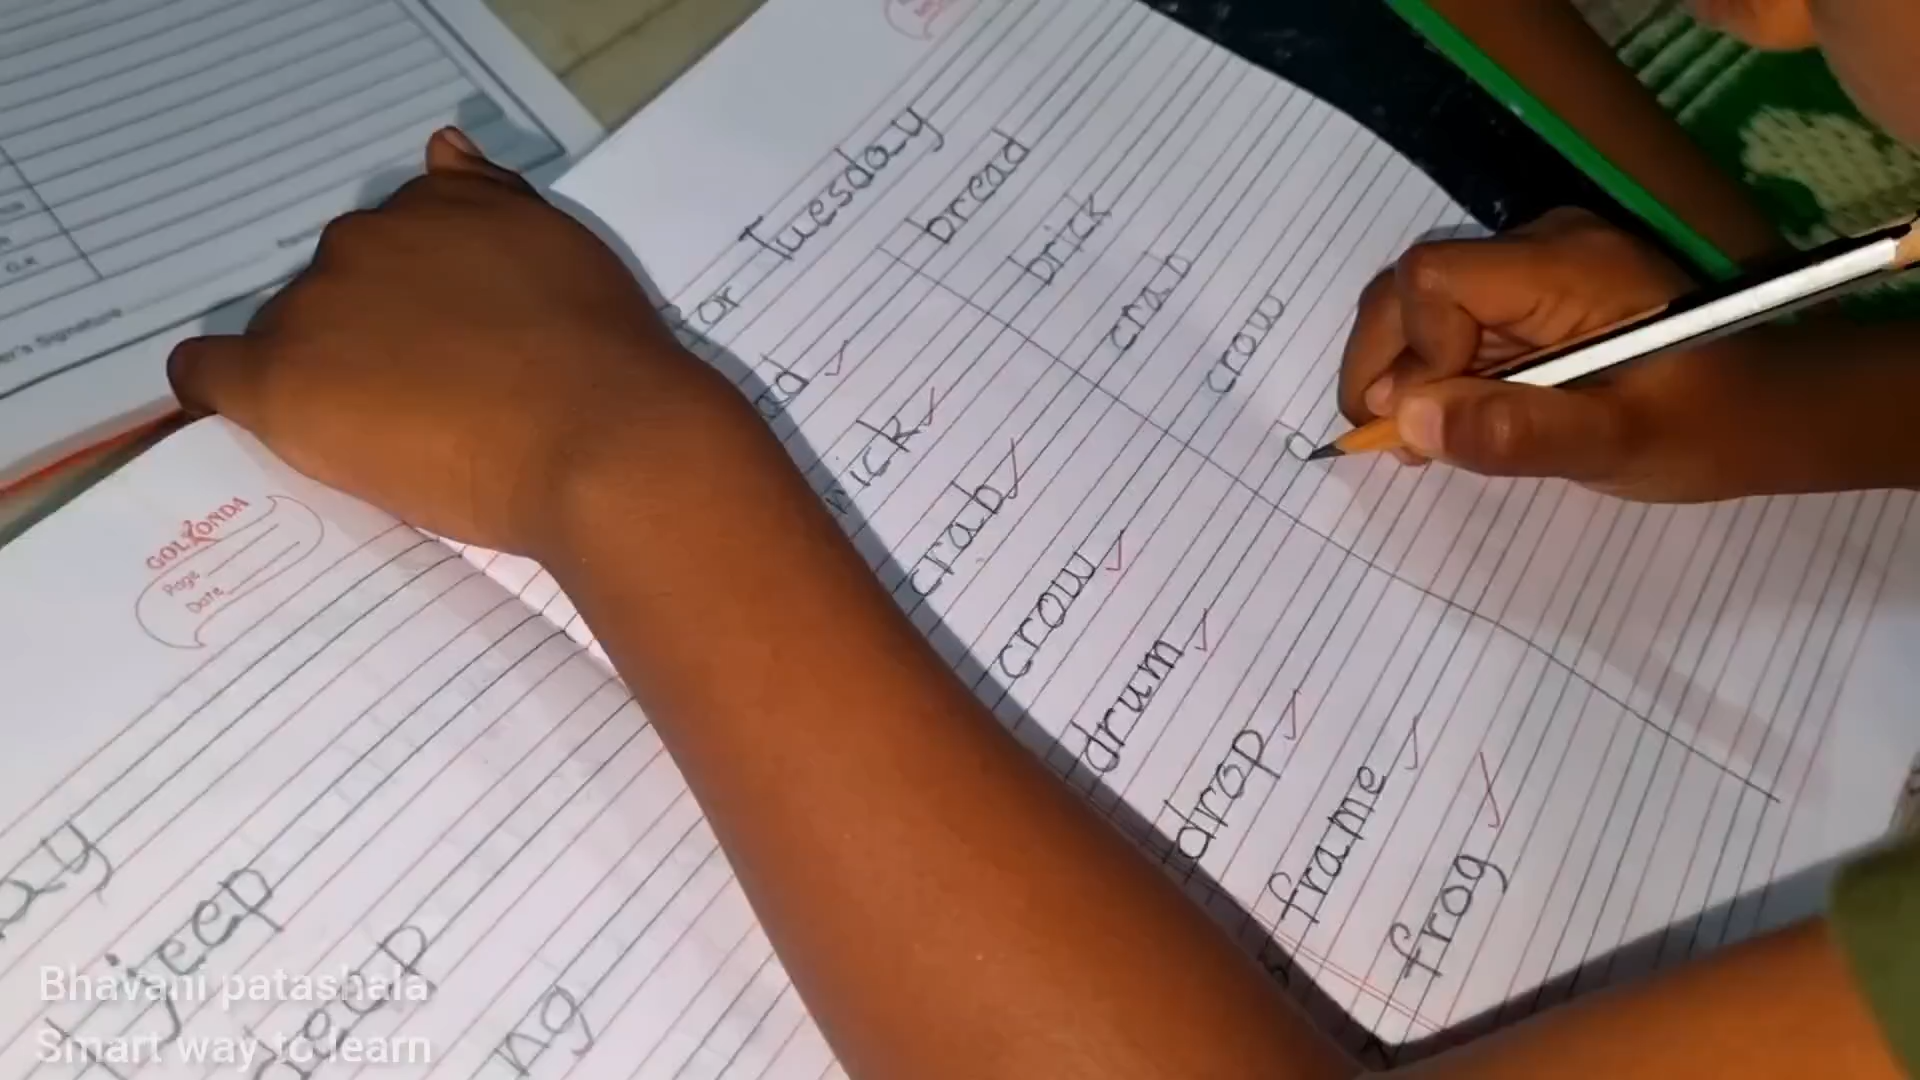 for Tuesday
bread
brick
crab
crow
crab
crow
drum
drop
frame
frog
GOLKONDA
Page
Date
jeep
Bhavani patashala
Smart way to learn